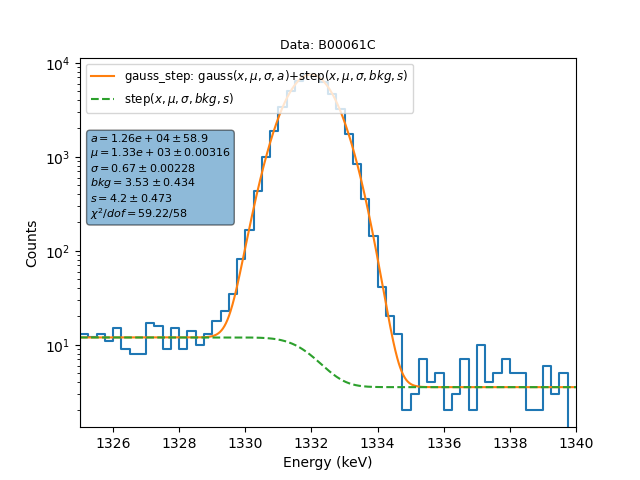 Data: B00061C
gauss_step: gauss(x, μ, σ, a)+step(x, μ, σ, bkg, s)
step(x, μ, σ, bkg, s)
a = 1.26e + 04 ± 58.9
μ = 1.33e + 03 ± 0.00316
σ = 0.67 ± 0.00228
bkg = 3.53 ± 0.434
s = 4.2 ± 0.473
χ²/dof = 59.22/58
10⁴
10³
10²
10¹
Counts
1326 1328 1330 1332 1334 1336 1338 1340
Energy (keV)